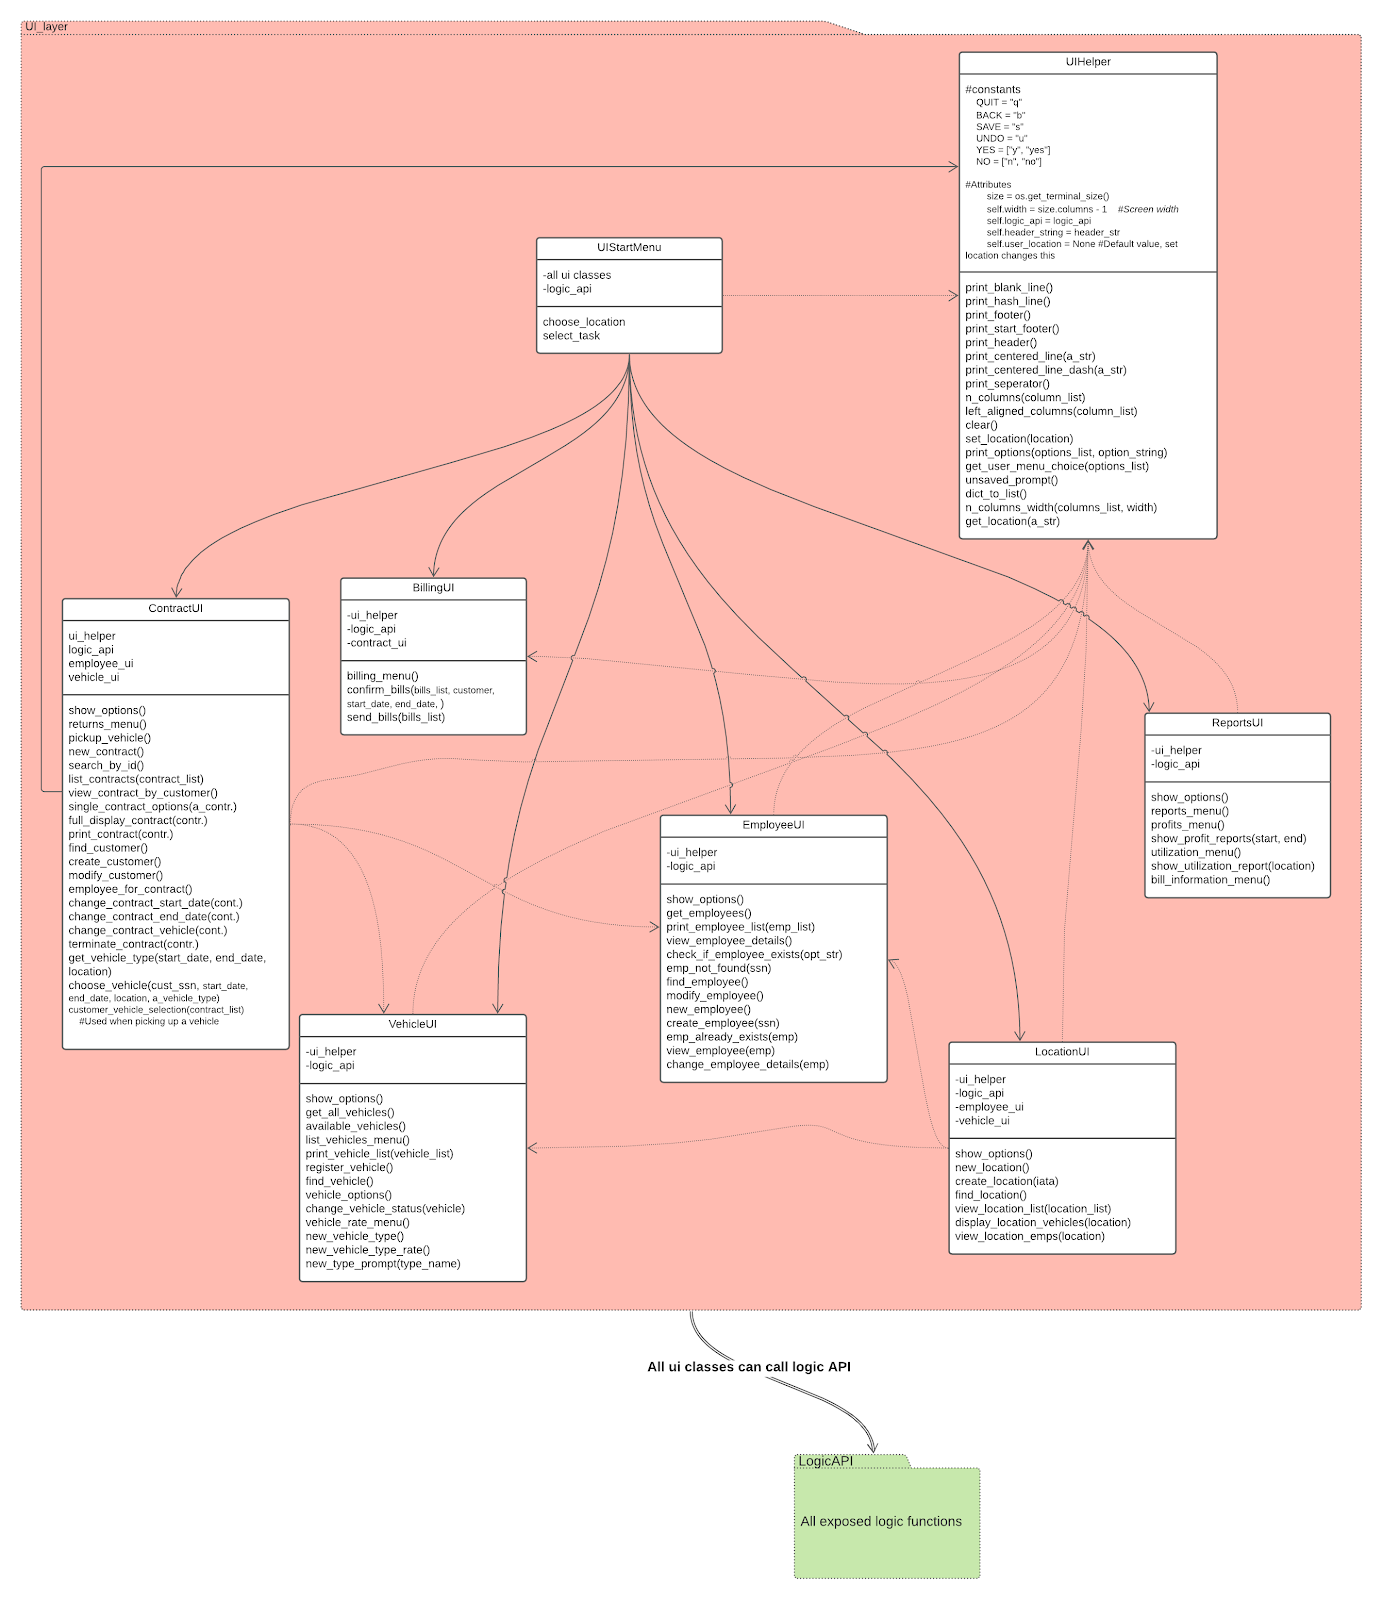 UI_layer
UIHelper
#constants
QUIT = "q"
BACK = "b"
SAVE = "s"
UNDO = "u"
YES = ["y", "yes"]
NO = ["n", "no"]
#Attributes
size = os.get_terminal_size()
self.width = size.columns - 1 #Screen width
self.logic_api = logic_api
self.header_string = header_str
self.user_location = None #Default value, set
location changes this
print_blank_line()
print_hash_line()
print_footer()
print_start_footer()
print_header()
print_centered_line(a_str)
print_centered_line_dash(a_str)
print_seperator()
n_columns(column_list)
left_aligned_columns(column_list)
clear()
set_location(location)
print_options(options_list, option_string)
get_user_menu_choice(options_list)
unsaved_prompt()
dict_to_list()
n_columns_width(columns_list, width)
get_location(a_str)
UIStartMenu
-all ui classes
-logic_api
choose_location
select_task
ContractUI
ui_helper
logic_api
employee_ui
vehicle_ui
show_options()
returns_menu()
pickup_vehicle()
new_contract()
search_by_id()
list_contracts(contract_list)
view_contract_by_customer()
single_contract_options(a_contr.)
full_display_contract(contr.)
print_contract(contr.)
find_customer()
create_customer()
modify_customer()
employee_for_contract()
change_contract_start_date(cont.)
change_contract_end_date(cont.)
change_contract_vehicle(cont.)
terminate_contract(contr.)
get_vehicle_type(start_date, end_date,
location)
choose_vehicle(cust_ssn, start_date,
end_date, location, a_vehicle_type)
customer_vehicle_selection(contract_list)
#Used when picking up a vehicle
BillingUI
-ui_helper
-logic_api
-contract_ui
billing_menu()
confirm_bills(bills_list, customer,
start_date, end_date, )
send_bills(bills_list)
ReportsUI
-ui_helper
-logic_api
show_options()
reports_menu()
profits_menu()
show_profit_reports(start, end)
utilization_menu()
show_utilization_report(location)
bill_information_menu()
EmployeeUI
-ui_helper
-logic_api
show_options()
get_employees()
print_employee_list(emp_list)
view_employee_details()
check_if_employee_exists(opt_str)
emp_not_found(ssn)
find_employee()
modify_employee()
new_employee()
create_employee(ssn)
emp_already_exists(emp)
view_employee(emp)
change_employee_details(emp)
VehicleUI
-ui_helper
-logic_api
show_options()
get_all_vehicles()
available_vehicles()
list_vehicles_menu()
print_vehicle_list(vehicle_list)
register_vehicle()
find_vehicle()
vehicle_options()
change_vehicle_status(vehicle)
vehicle_rate_menu()
new_vehicle_type()
new_vehicle_type_rate()
new_type_prompt(type_name)
LocationUI
-ui_helper
-logic_api
-employee_ui
-vehicle_ui
show_options()
new_location()
create_location(iata)
find_location()
view_location_list(location_list)
display_location_vehicles(location)
view_location_emps(location)
All ui classes can call logic API
LogicAPI
All exposed logic functions